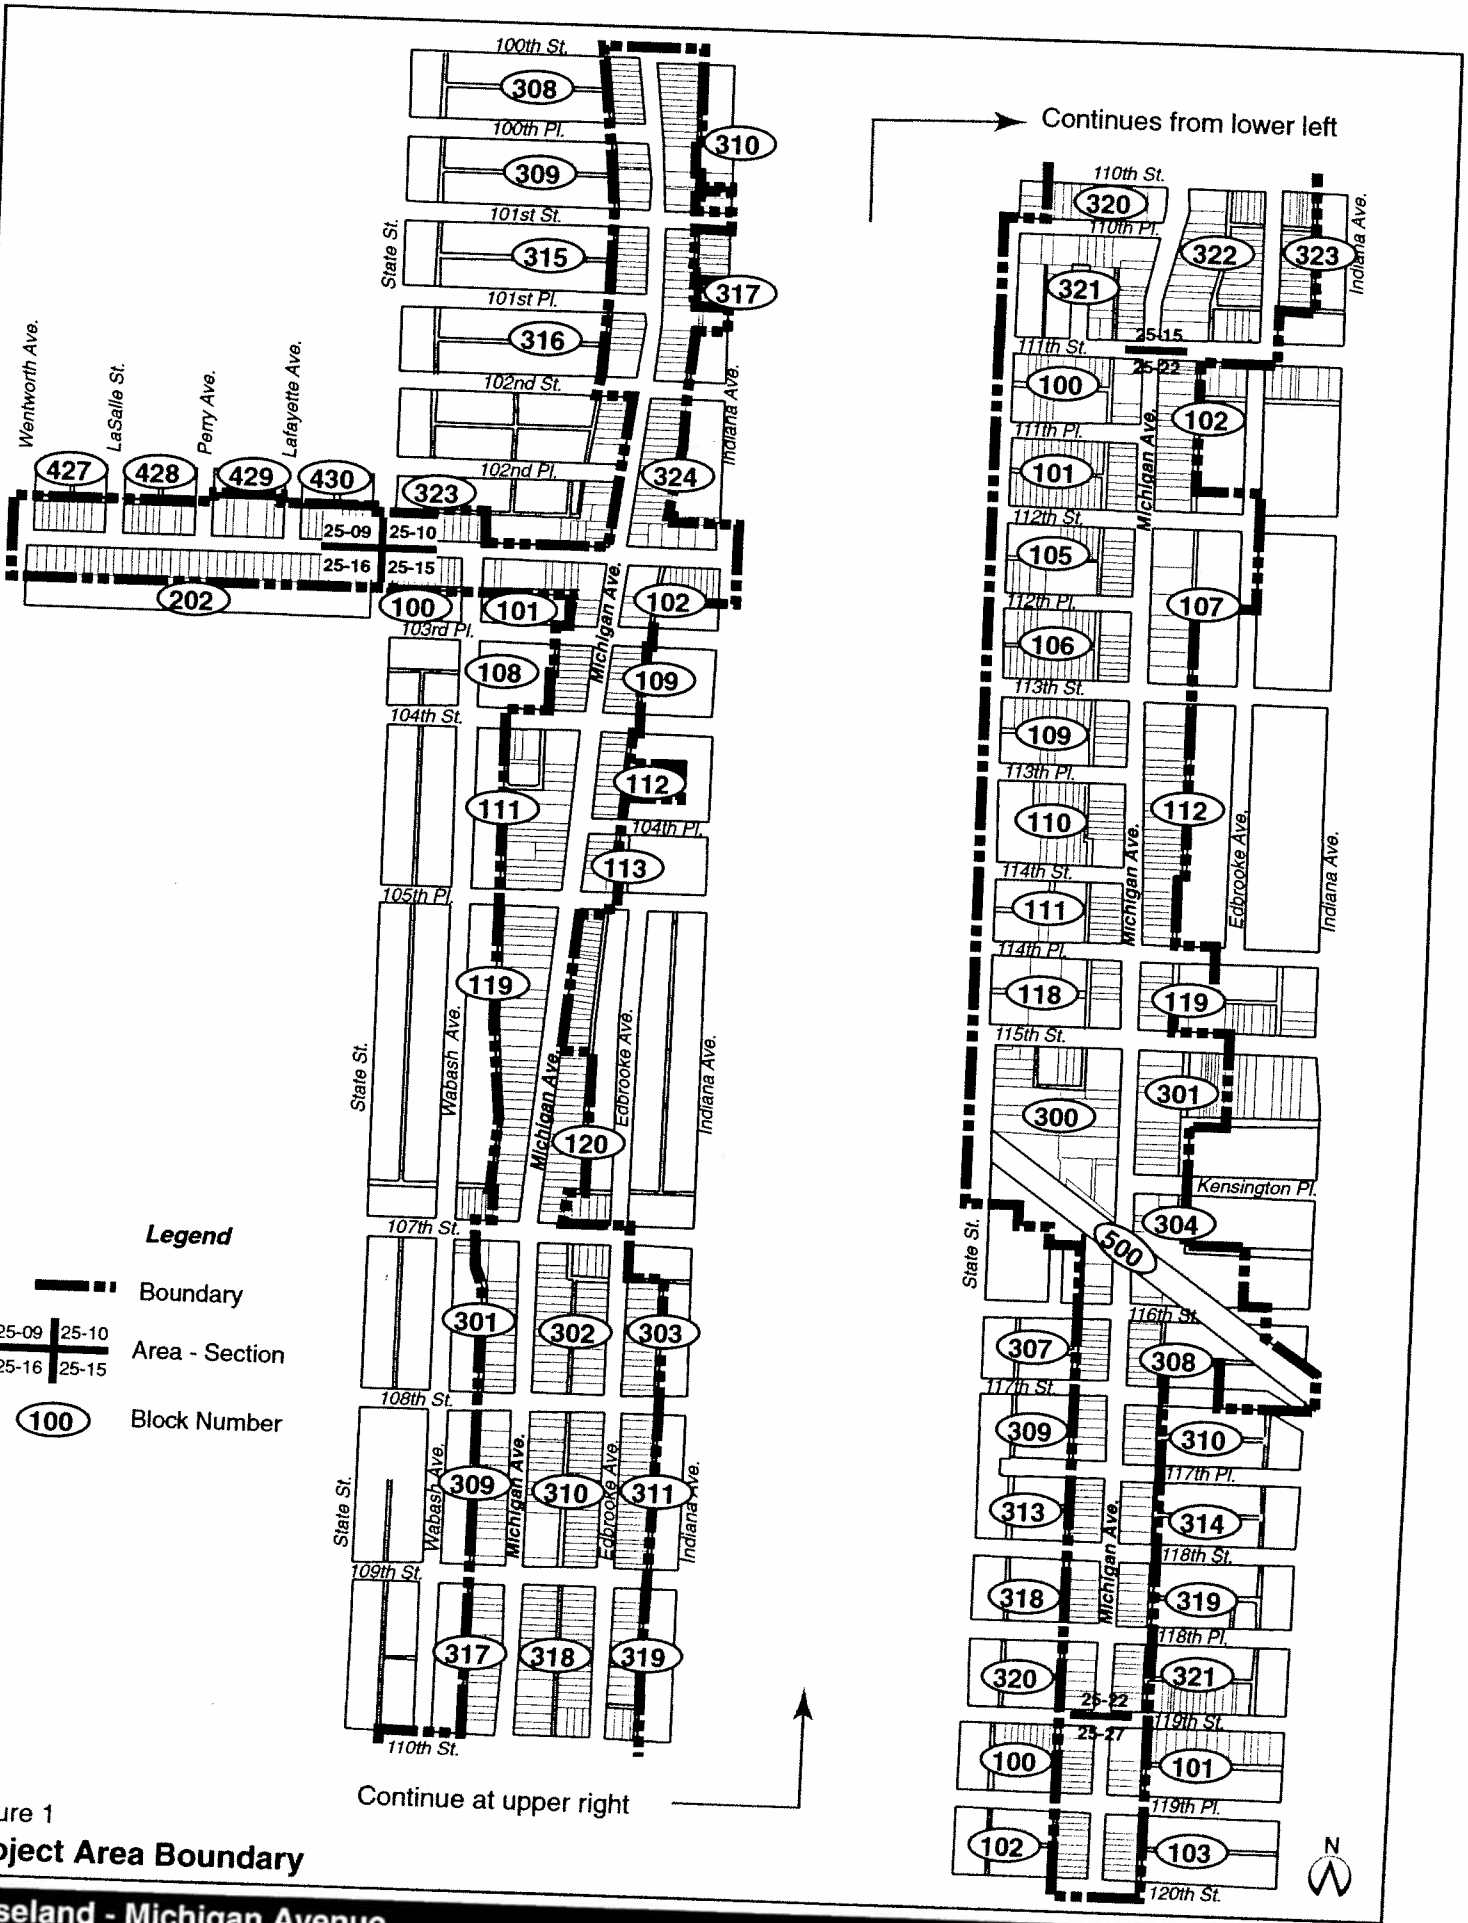 100th St.
308
100th Pl.
310
309
101st St.
State St.
315
317
101st Pl.
316
102nd St.
Indiana Ave.
Wentworth Ave.
LaSalle St.
Perry Ave.
Lafayette Ave.
427
428
429
430
102nd Pl.
323
324
25-09
25-10
25-16
25-15
202
100
101
Michigan Ave.
102
103rd Pl.
108
109
104th St.
112
111
104th Pl.
113
105th Pl.
119
State St.
Wabash Ave.
Michigan Ave.
Edbrooke Ave.
Indiana Ave.
120
107th St.
301
302
303
108th St.
State St.
Wabash Ave.
309
Michigan Ave.
310
Edbrooke Ave.
311
Indiana Ave.
109th St.
317
318
319
110th St.
Continue at upper right
Legend
Boundary
25-09
25-10
25-16
25-15
Area - Section
100
Block Number
ure 1
oject Area Boundary
seland - Michigan Avenue
Continues from lower left
110th St.
320
110th Pl.
322
323
Indiana Ave.
321
25-15
111th St.
25-22
100
102
111th Pl.
101
Michigan Ave.
112th St.
105
107
112th Pl.
106
113th St.
109
113th Pl.
110
112
Michigan Ave.
Edbrooke Ave.
Indiana Ave.
114th St.
111
114th Pl.
118
119
115th St.
301
300
Kensington Pl.
304
500
State St.
116th St.
307
308
117th St.
309
310
117th Pl.
313
314
Michigan Ave.
118th St.
318
319
118th Pl.
320
321
25-22
119th St.
25-27
100
101
119th Pl.
102
103
120th St.
N